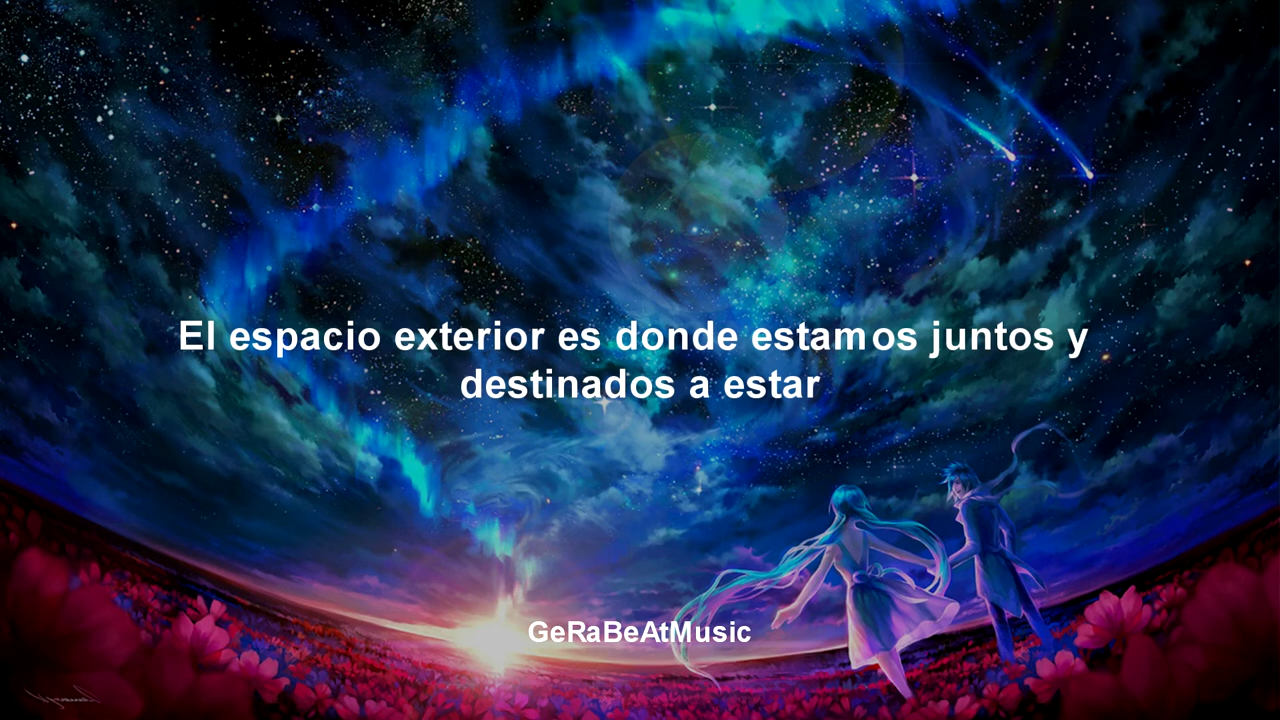 El espacio exterior es donde estamos juntos y
destinados a estar
GeRaBeAtMusic